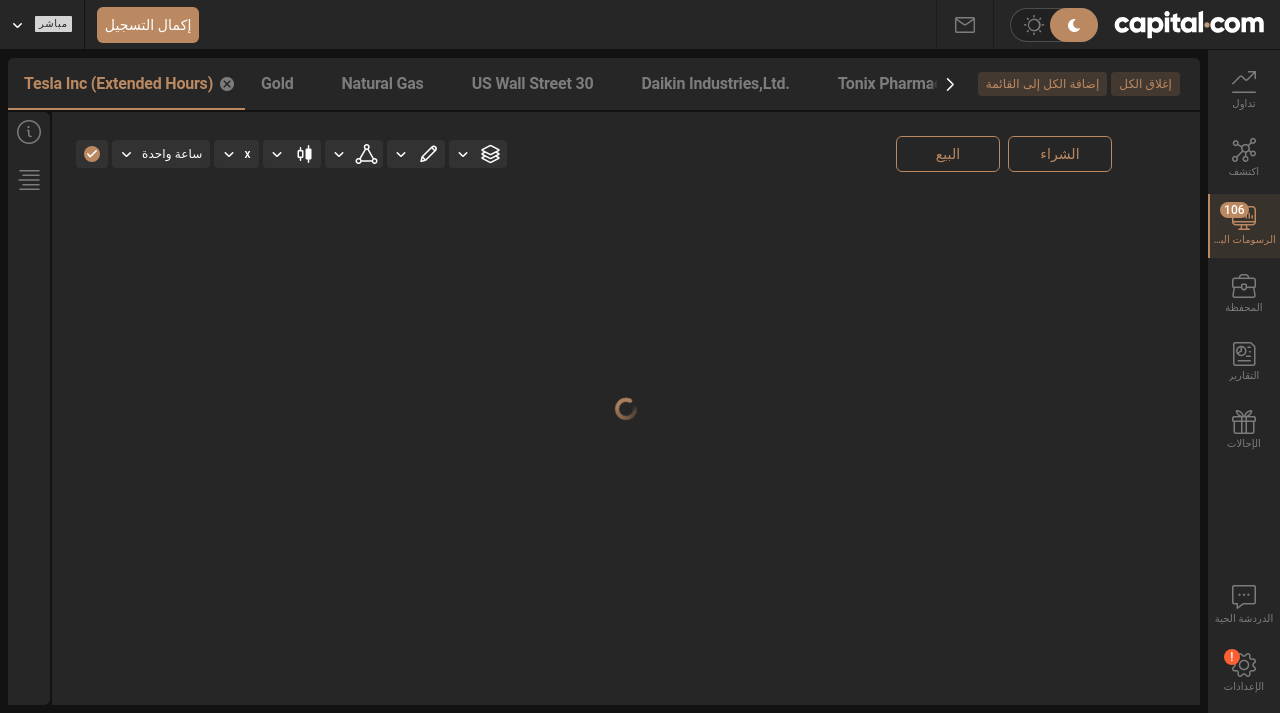 capital.com
إكمال التسجيل
مباشر
Tesla Inc (Extended Hours)
Gold
Natural Gas
US Wall Street 30
Daikin Industries,Ltd.
Tonix Pharmac
إضافة الكل إلى القائمة
إغلاق الكل
ساعة واحدة
x
البيع
الشراء
تداول
اكتشف
106
الرسومات الب...
المحفظة
التقارير
الإحالات
الدردشة الحية
!
الإعدادات